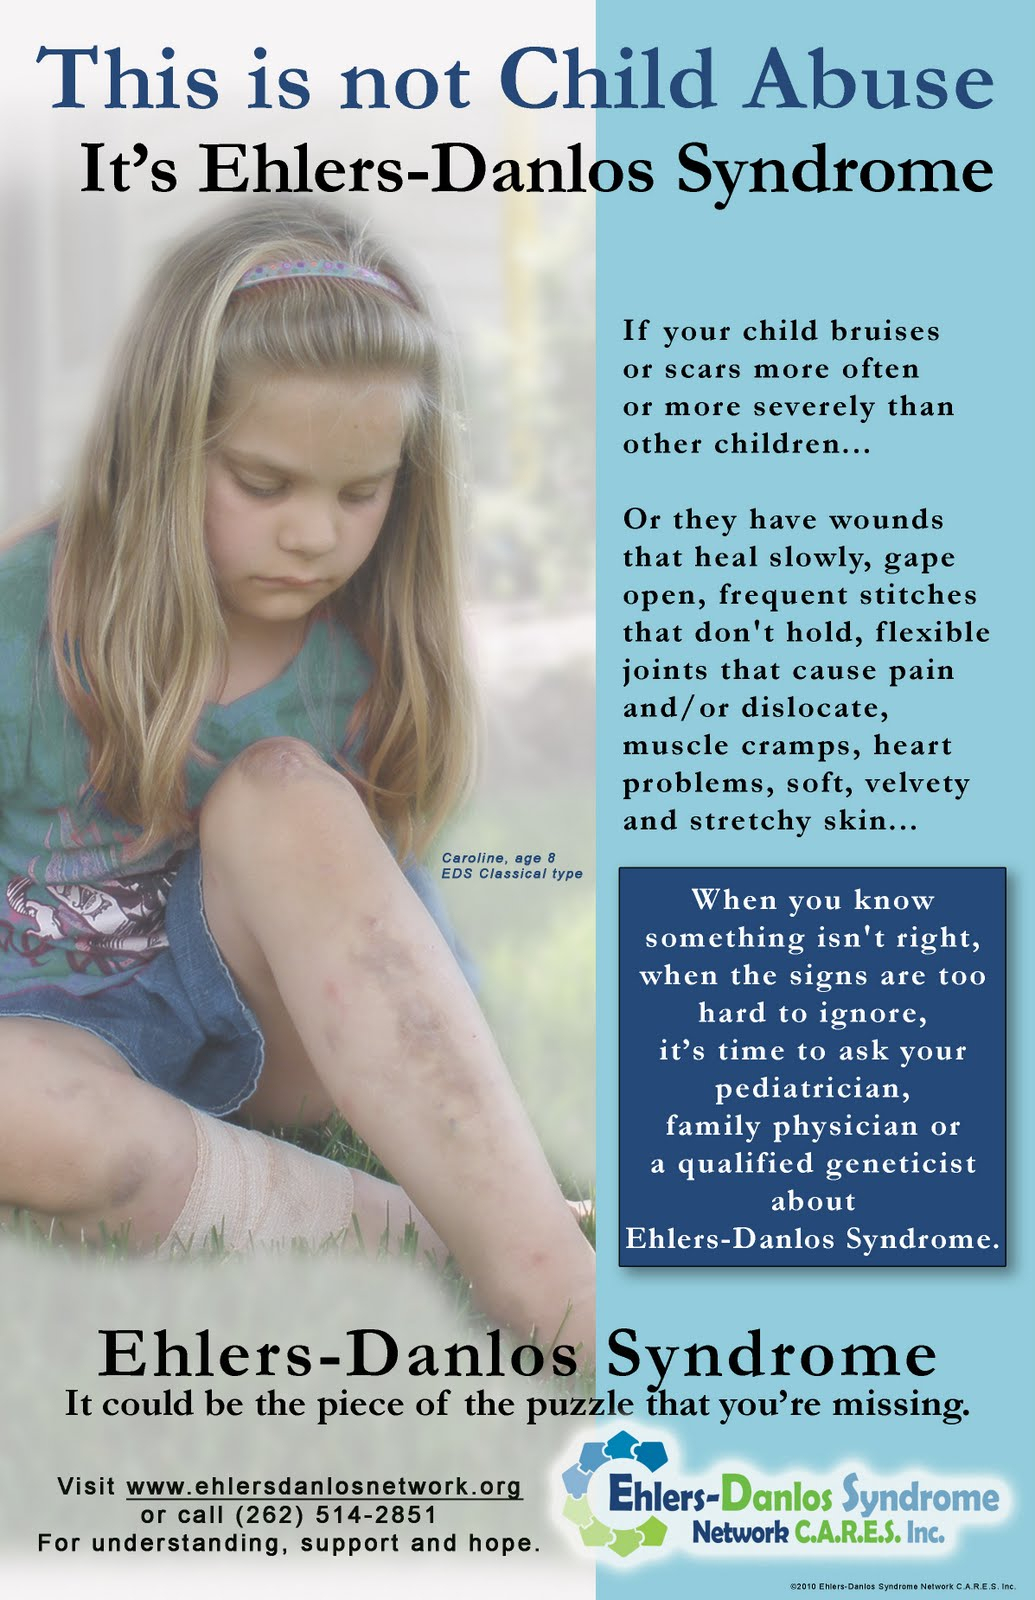 This is not Child Abuse
It's Ehlers-Danlos Syndrome
If your child bruises
or scars more often
or more severely than
other children...
Or they have wounds
that heal slowly, gape
open, frequent stitches
that don't hold, flexible
joints that cause pain
and/or dislocate,
muscle cramps, heart
problems, soft, velvety
and stretchy skin...
Caroline, age 8
EDS Classical type
When you know
something isn't right,
when the signs are too
hard to ignore,
it's time to ask your
pediatrician,
family physician or
a qualified geneticist
about
Ehlers-Danlos Syndrome.
Ehlers-Danlos Syndrome
It could be the piece of the puzzle that you're missing.
Visit www.ehlersdanlosnetwork.org
or call (262) 514-2851
For understanding, support and hope.
Ehlers-Danlos Syndrome
Network C.A.R.E.S. Inc.
©2010 Ehlers-Danlos Syndrome Network C.A.R.E.S. Inc.